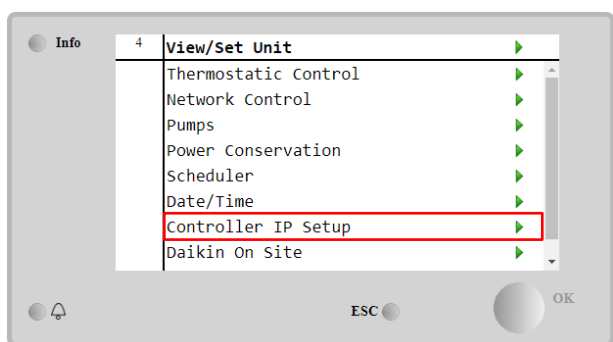 Info
4 View/Set Unit
Thermostatic Control
Network Control
Pumps
Power Conservation
Scheduler
Date/Time
Controller IP Setup
Daikin On Site
ESC
OK